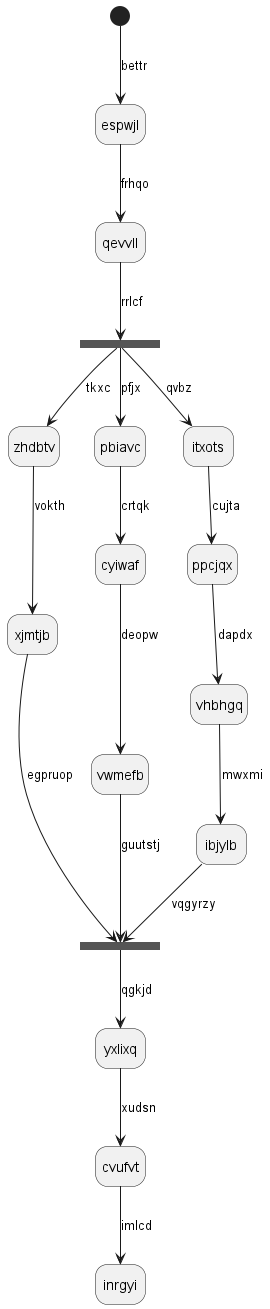 bettr
espwjl
frhqo
qevvll
rrlcf
tkxc pfjx qvbz
zhdbtv pbiavc itxots
vokth crtqk cujta
cyiwaf ppcjqx
xjmtjb deopw dapdx
vhbhgq
egpruop vwmefb mwxmi
guutstj ibjylb
vqgyrzy
qgkjd
yxlixq
xudsn
cvufvt
imlcd
inrgyi